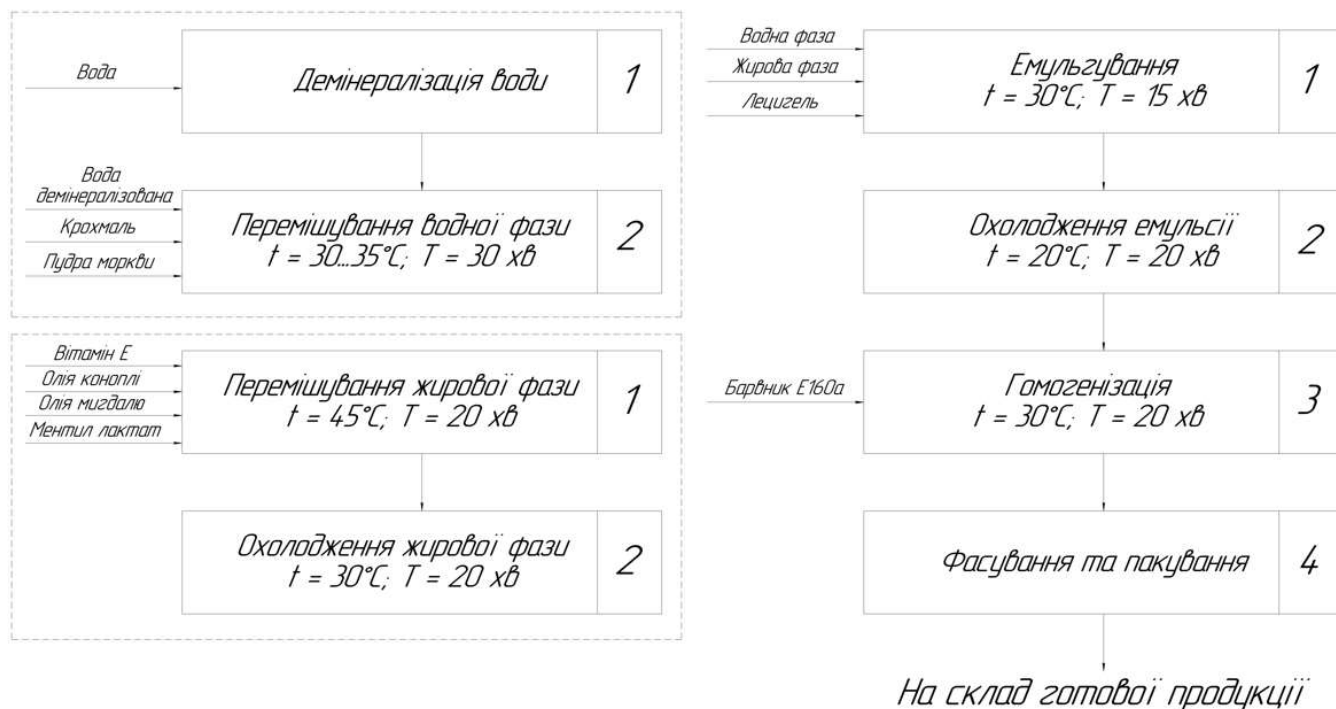 Вода
Демінералізація води
1
Вода
демінералізована
Крохмаль
Пудра моркви
Перемішування водної фази
t = 30...35°C; T = 30 хв
2
Вітамін Е
Олія коноплі
Олія мигдалю
Ментил лактат
Перемішування жирової фази
t = 45°C; T = 20 хв
1
Охолодження жирової фази
t = 30°C; T = 20 хв
2
Водна фаза
Жирова фаза
Лецигель
Емульгування
t = 30°C; T = 15 хв
1
Охолодження емульсії
t = 20°C; T = 20 хв
2
Барвник Е160а
Гомогенізація
t = 30°C; T = 20 хв
3
Фасування та пакування
4
На склад готової продукції